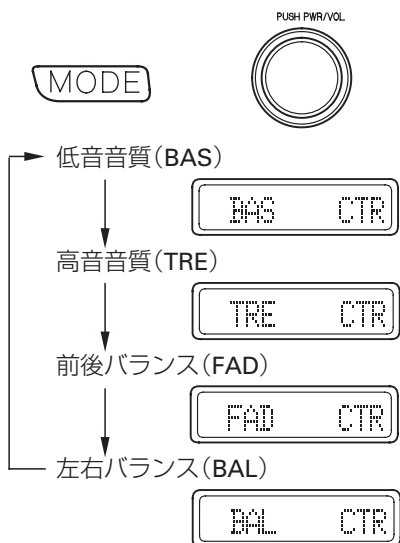 PUSH PWR/VOL
MODE
低音音質(BAS)
BAS CTR
高音音質(TRE)
TRE CTR
前後バランス(FAD)
FAD CTR
左右バランス(BAL)
BAL CTR